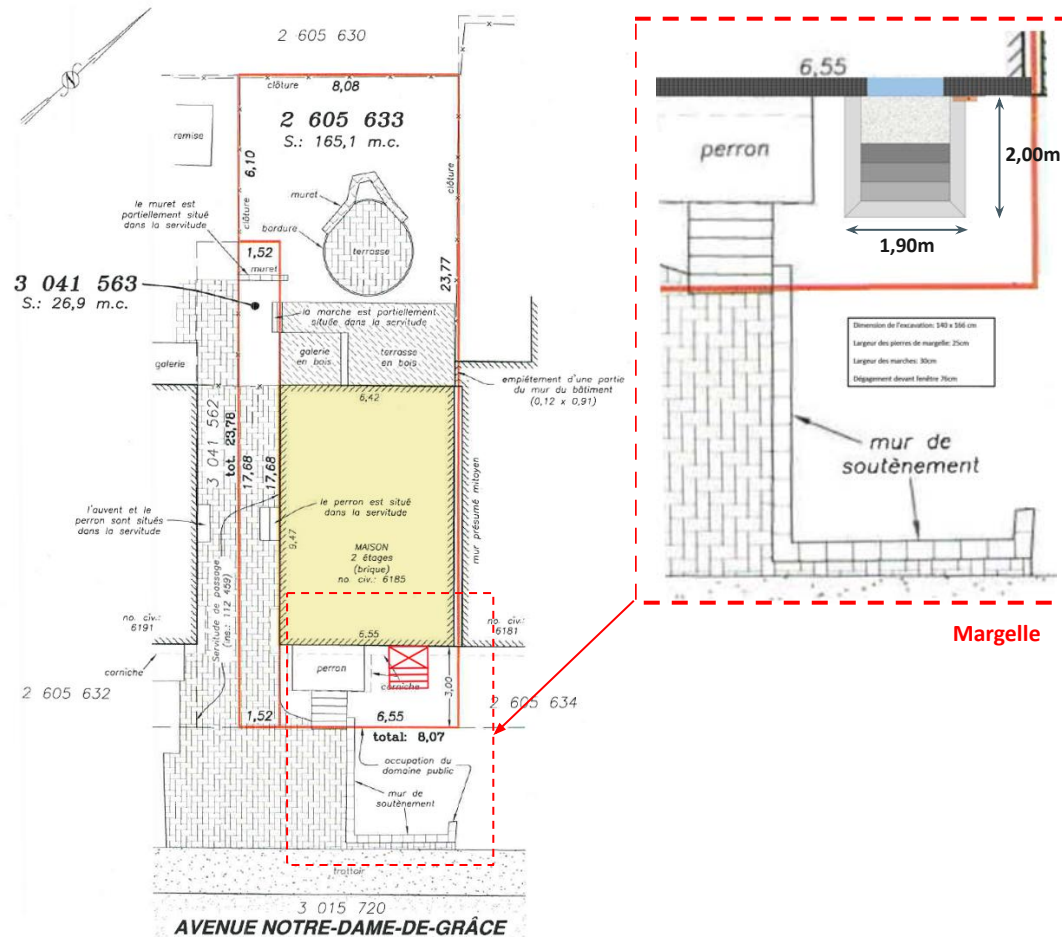 2 605 630
clôture
8,08
2 605 633
S.: 165,1 m.c.
remise
6,10
clôture
clôture
muret
le muret est
partiellement situé
dans la servitude
bordure
terrasse
1,52
muret
23,77
3 041 563
S.: 26,9 m.c.
la marche est partiellement
située dans la servitude
galerie
galerie
en bois
terrasse
en bois
empiétement d'une partie
du mur du bâtiment
(0,12 x 0,91)
6,42
3 041 562
tot. 23,78
17,68
17,68
l'auvent et le
perron sont situés
dans la servitude
le perron est situé
dans la servitude
mur présumé mitoyen
9,47
MAISON
2 étages
(brique)
no. civ.: 6185
Servitude de passage
(ins.: 112 459)
no. civ.:
6191
6,55
no. civ.:
6181
corniche
perron
corniche
3,00
2 605 632
2 605 634
1,52
6,55
total: 8,07
occupation du
domaine public
mur de
soutènement
trottoir
3 015 720
AVENUE NOTRE-DAME-DE-GRÂCE
6,55
perron
2,00m
1,90m
Dimension de l'excavation: 140 x 166 cm
Largeur des pierres de margelle: 25cm
Largeur des marches: 30cm
Dégagement devant fenêtre 76cm
mur de
soutènement
Margelle